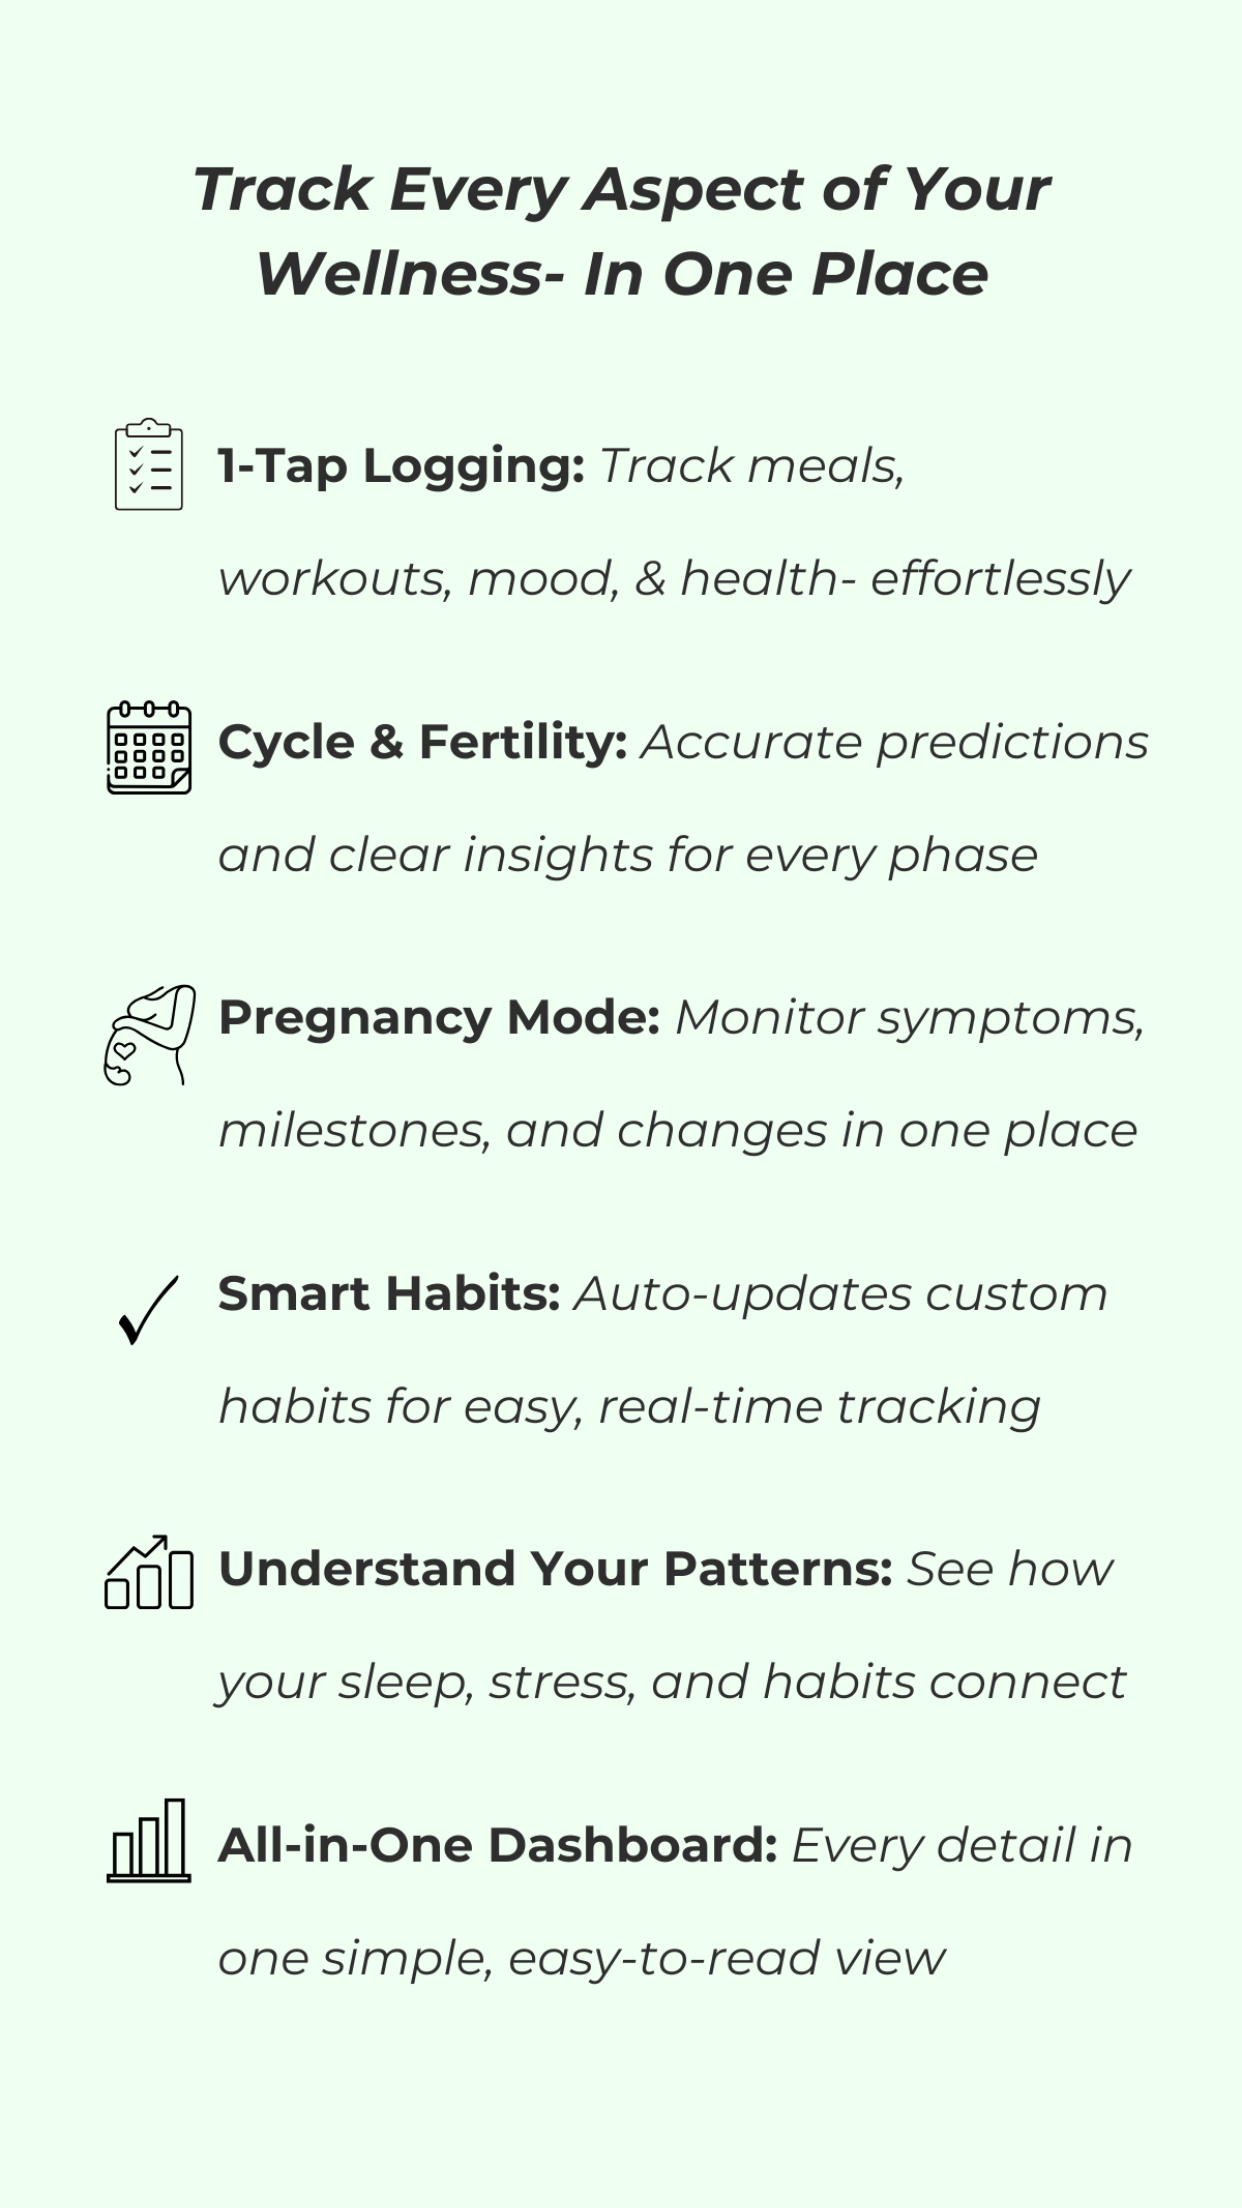 Track Every Aspect of Your
Wellness- In One Place
1-Tap Logging: Track meals,
workouts, mood, & health- effortlessly
Cycle & Fertility: Accurate predictions
and clear insights for every phase
Pregnancy Mode: Monitor symptoms,
milestones, and changes in one place
Smart Habits: Auto-updates custom
habits for easy, real-time tracking
Understand Your Patterns: See how
your sleep, stress, and habits connect
All-in-One Dashboard: Every detail in
one simple, easy-to-read view